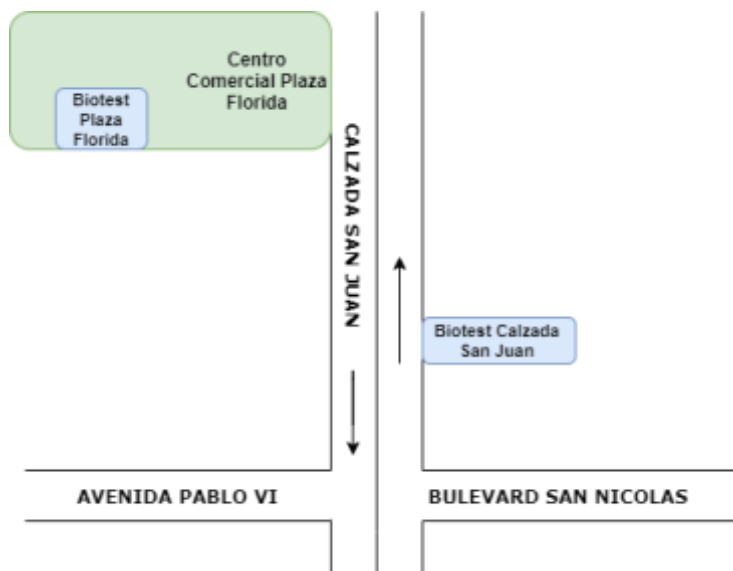 Centro
Comercial Plaza
Florida
Biotest
Plaza
Florida
CALZADA SAN JUAN
Biotest Calzada
San Juan
AVENIDA PABLO VI
BULEVARD SAN NICOLAS